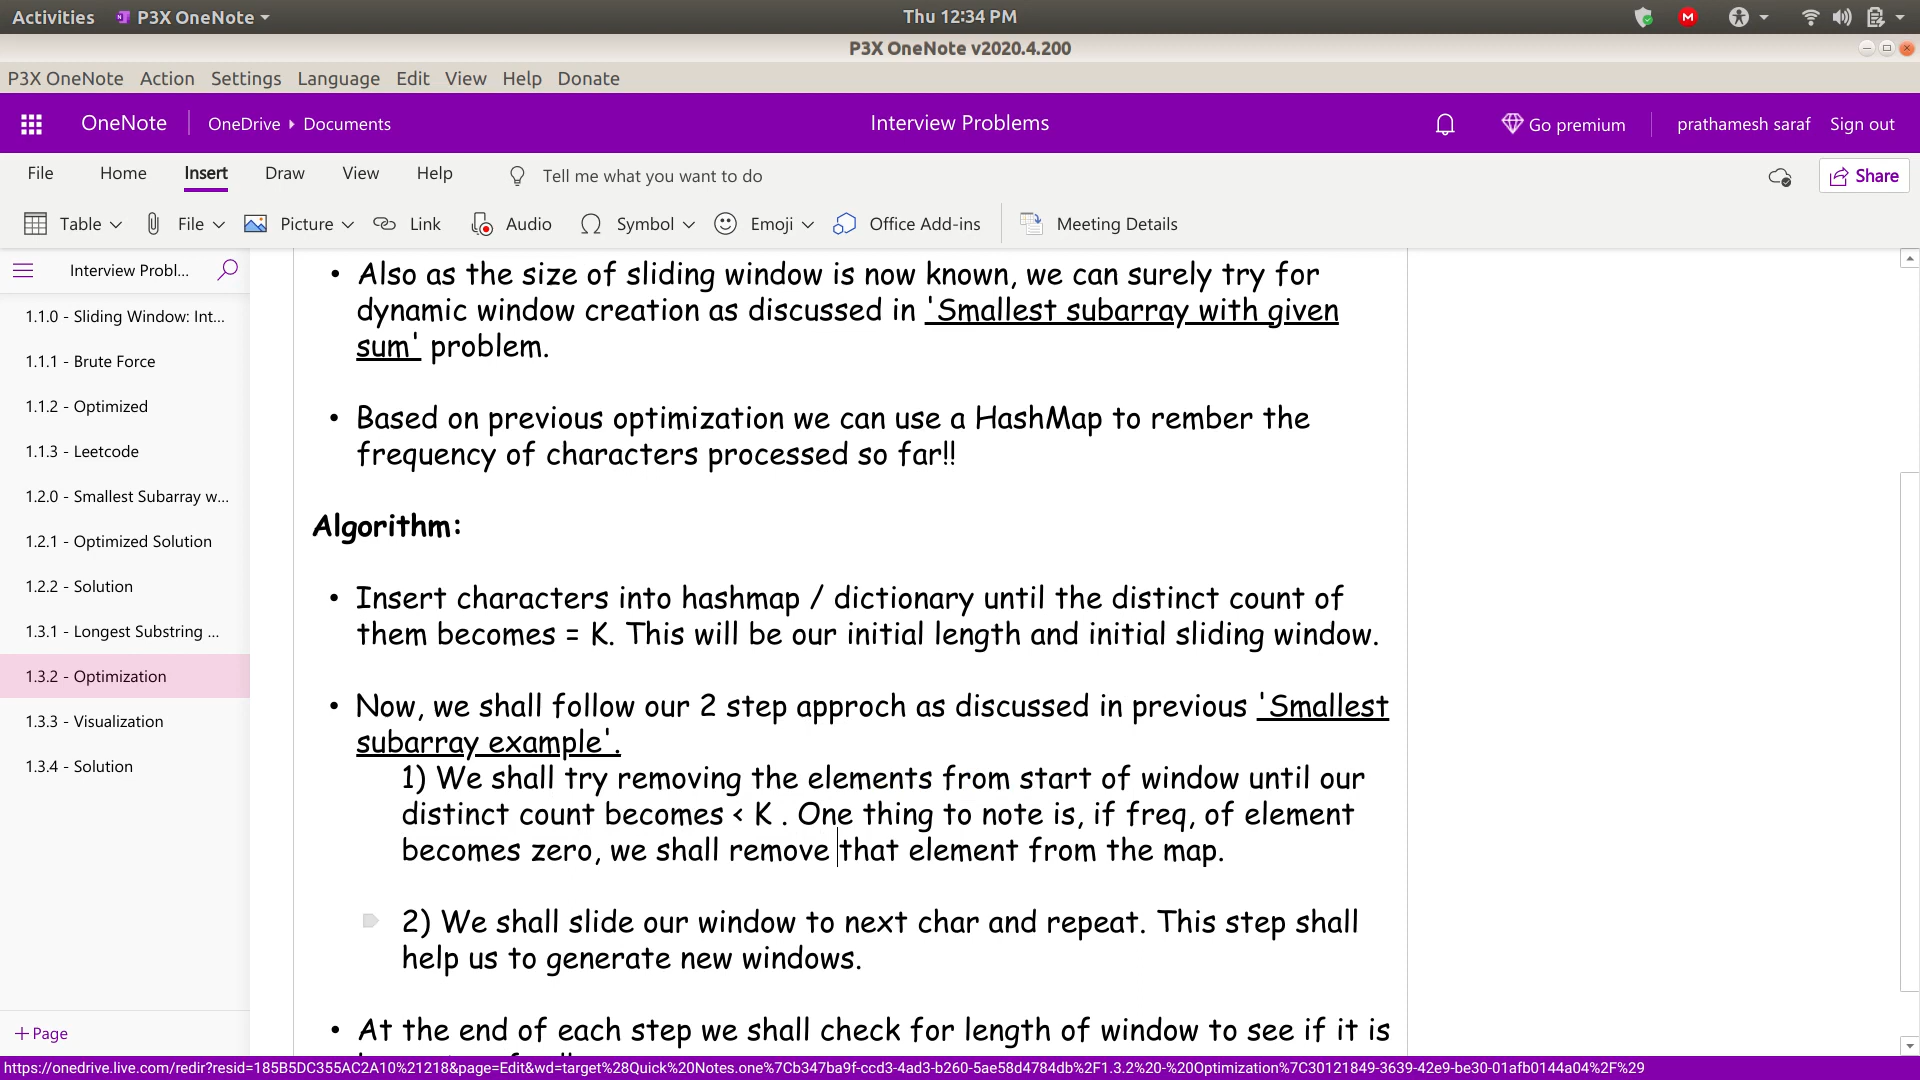 Activities P3X OneNote Thu 12:34 PM
P3X OneNote v2020.4.200
P3X OneNote Action Settings Language Edit View Help Donate
OneNote OneDrive Documents Interview Problems Go premium prathamesh saraf Sign out
File Home Insert Draw View Help Tell me what you want to do Share
Table File Picture Link Audio Symbol Emoji Office Add-ins Meeting Details
Interview Probl...
1.1.0 - Sliding Window: Int...
1.1.1 - Brute Force
1.1.2 - Optimized
1.1.3 - Leetcode
1.2.0 - Smallest Subarray w...
1.2.1 - Optimized Solution
1.2.2 - Solution
1.3.1 - Longest Substring ...
1.3.2 - Optimization
1.3.3 - Visualization
1.3.4 - Solution
+ Page
• Also as the size of sliding window is now known, we can surely try for
dynamic window creation as discussed in 'Smallest subarray with given
sum' problem.
• Based on previous optimization we can use a HashMap to rember the
frequency of characters processed so far!!
Algorithm:
• Insert characters into hashmap / dictionary until the distinct count of
them becomes = K. This will be our initial length and initial sliding window.
• Now, we shall follow our 2 step approch as discussed in previous 'Smallest
subarray example'.
1) We shall try removing the elements from start of window until our
distinct count becomes < K . One thing to note is, if freq, of element
becomes zero, we shall remove that element from the map.
2) We shall slide our window to next char and repeat. This step shall
help us to generate new windows.
• At the end of each step we shall check for length of window to see if it is
https://onedrive.live.com/redir?resid=185B5DC355AC2A10%21218&page=Edit&wd=target%28Quick%20Notes.one%7Cb347ba9f-ccd3-4ad3-b260-5ae58d4784db%2F1.3.2%20-%20Optimization%7C30121849-3639-42e9-be30-01afb0144a04%2F%29